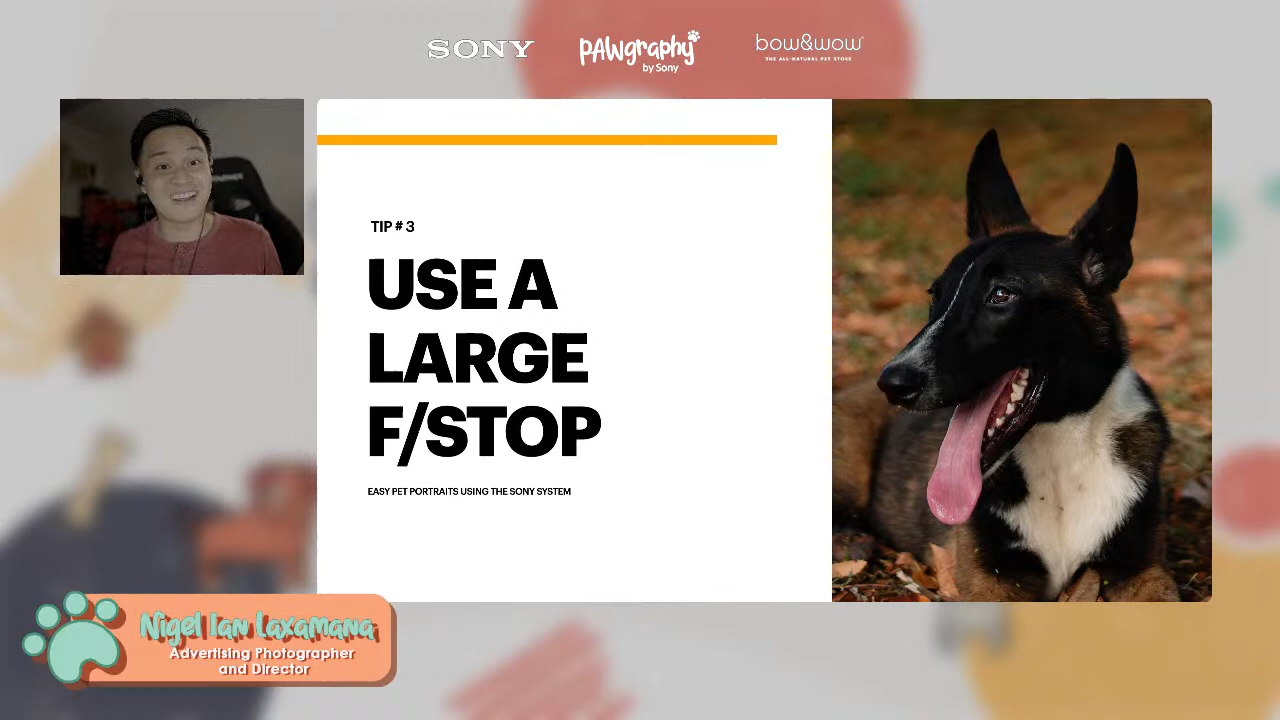 SONY
PAWgraphy
by Sony
bow&wow
THE ALL-NATURAL PET STORE
TIP # 3
USE A
LARGE
F/STOP
EASY PET PORTRAITS USING THE SONY SYSTEM
Nigel Ian Laxamana
Advertising Photographer
and Director